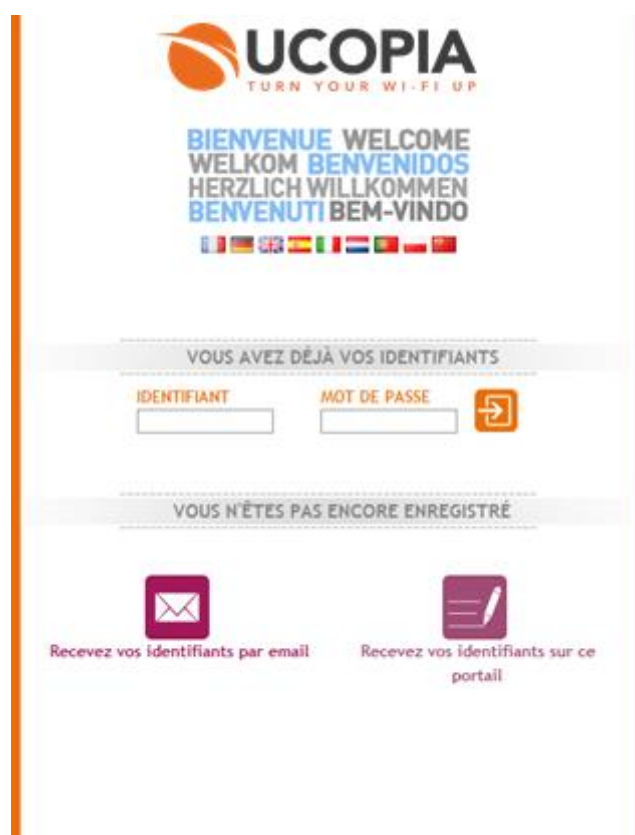 UCOPIA
TURN YOUR WI-FI UP
BIENVENUE WELCOME
WELKOM BENVENIDOS
HERZLICH WILLKOMMEN
BENVENUTI BEM-VINDO
VOUS AVEZ DÉJÀ VOS IDENTIFIANTS
IDENTIFIANT MOT DE PASSE
VOUS N'ÊTES PAS ENCORE ENREGISTRÉ
Recevez vos identifiants par email
Recevez vos identifiants sur ce
portail